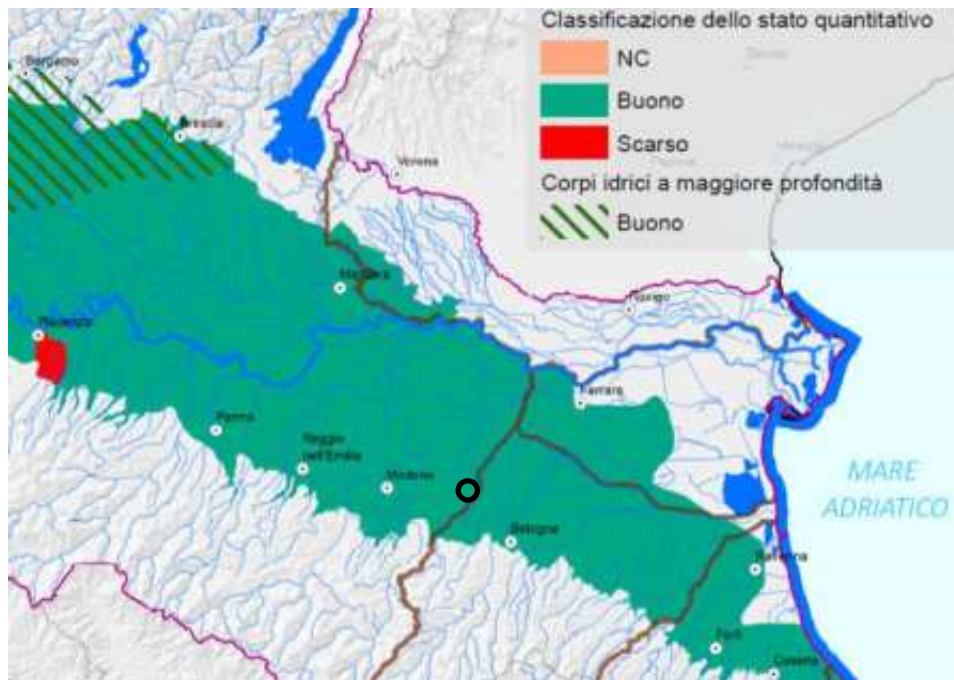 Classificazione dello stato quantitativo
NC
Buono
Scarso
Corpi idrici a maggiore profondità
Buono
Bergamo
Brescia
Verona
Mantova
Rovigo
Piacenza
Ferrara
Parma
Reggio
nell'Emilia
Modena
Bologna
Ravenna
Forlì
Cesena
MARE
ADRIATICO